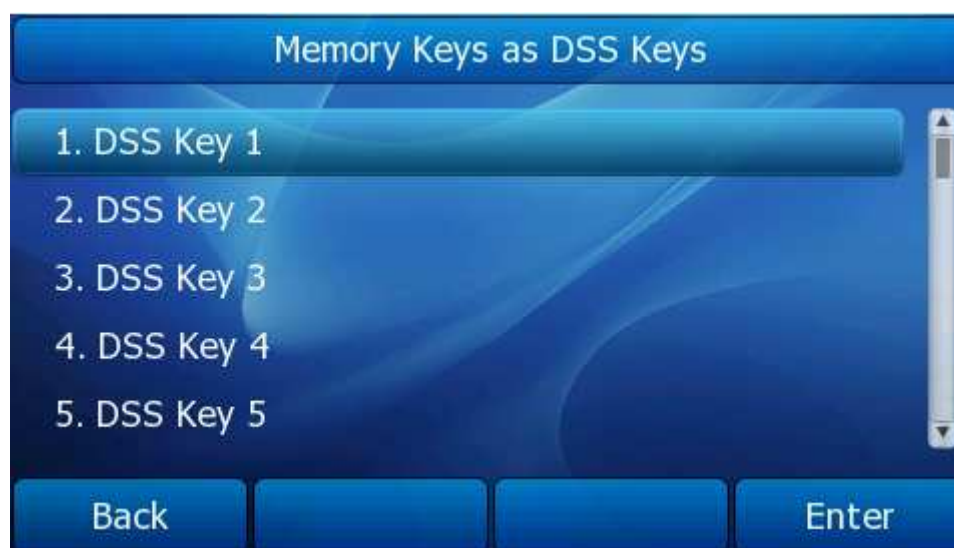 Memory Keys as DSS Keys
1. DSS Key 1
2. DSS Key 2
3. DSS Key 3
4. DSS Key 4
5. DSS Key 5
Back Enter